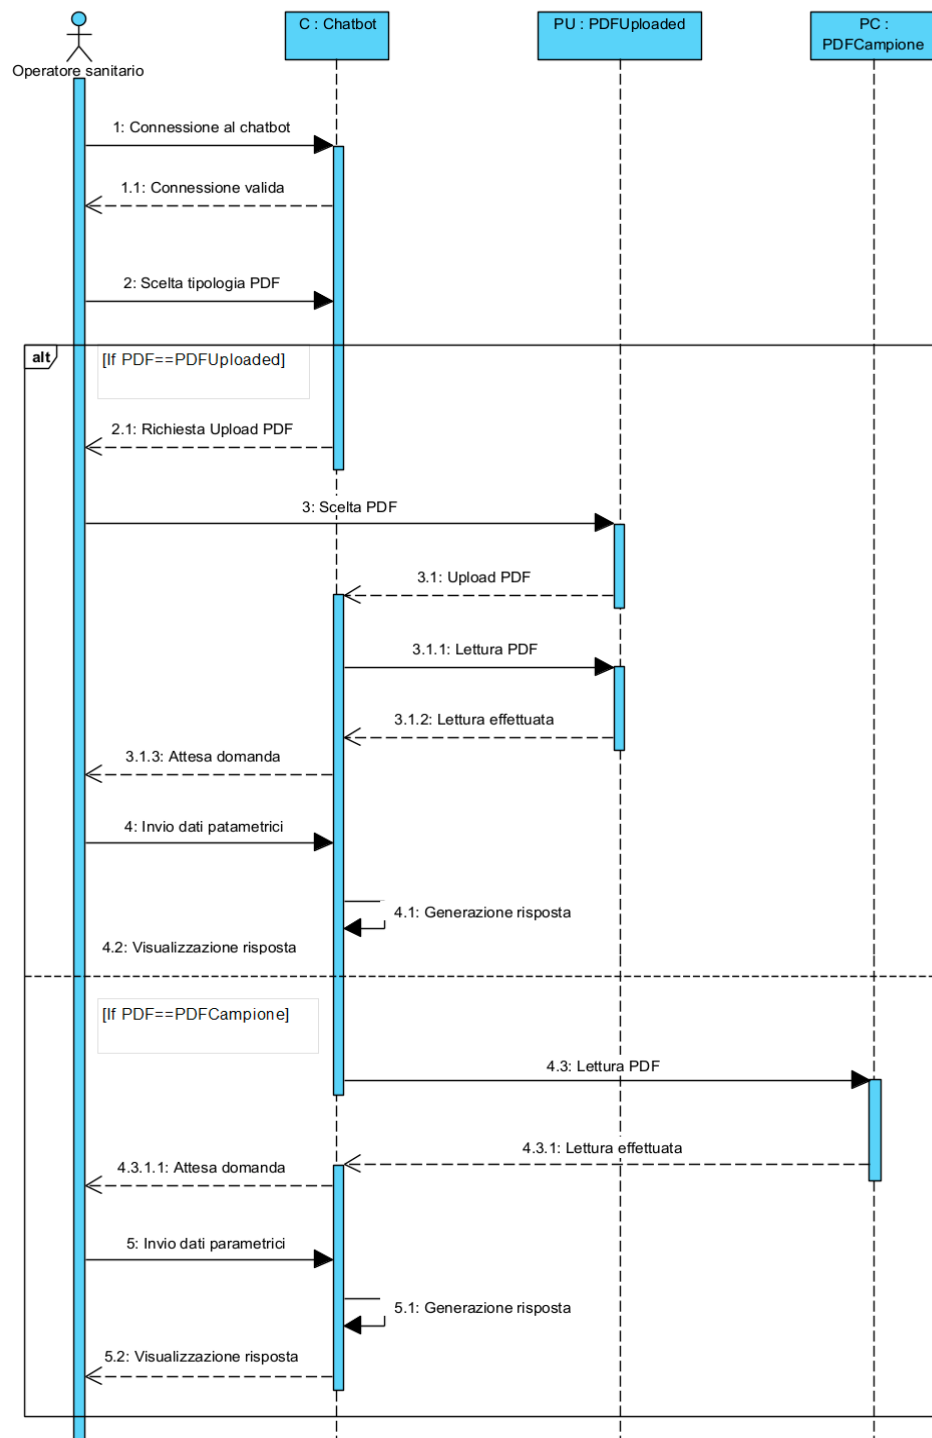 Operatore sanitario
C : Chatbot
PU : PDFUploaded
PC :
PDFCampione
1: Connessione al chatbot
1.1: Connessione valida
2: Scelta tipologia PDF
alt
[If PDF==PDFUploaded]
2.1: Richiesta Upload PDF
3: Scelta PDF
3.1: Upload PDF
3.1.1: Lettura PDF
3.1.2: Lettura effettuata
3.1.3: Attesa domanda
4: Invio dati patametrici
4.1: Generazione risposta
4.2: Visualizzazione risposta
[If PDF==PDFCampione]
4.3: Lettura PDF
4.3.1: Lettura effettuata
4.3.1.1: Attesa domanda
5: Invio dati parametrici
5.1: Generazione risposta
5.2: Visualizzazione risposta